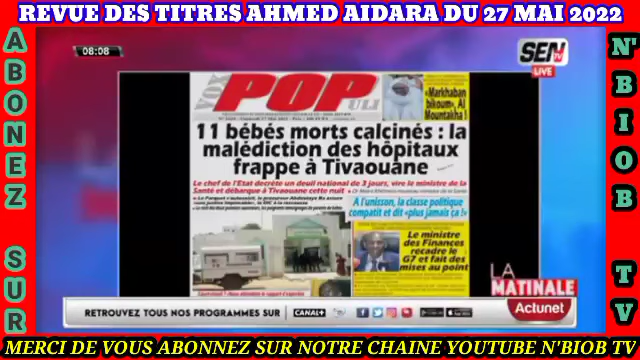 REVUE DES TITRES AHMED AIDARA DU 27 MAI 2022
ABONEZ SUR
N'BIOB TV
08:08
SEN TV
LIVE
VOX
POP
ULI
«Markhaban
bikoum», Al
Mountakha !
11 bébés morts calcinés : la
malédiction des hôpitaux
frappe à Tivaouane
Le chef de l'Etat décrète un deuil national de 3 jours, vire le ministre de la
Santé et débarque à Tivaouane cette nuit
A l'unisson, la classe politique
compatit et dit «plus jamais ça !»
Le ministre
des Finances
recadre le
G7 et fait des
mises au point
LA
MATINALE
Actunet
RETROUVEZ TOUS NOS PROGRAMMES SUR
CANAL+
MERCI DE VOUS ABONNEZ SUR NOTRE CHAINE YOUTUBE N'BIOB TV